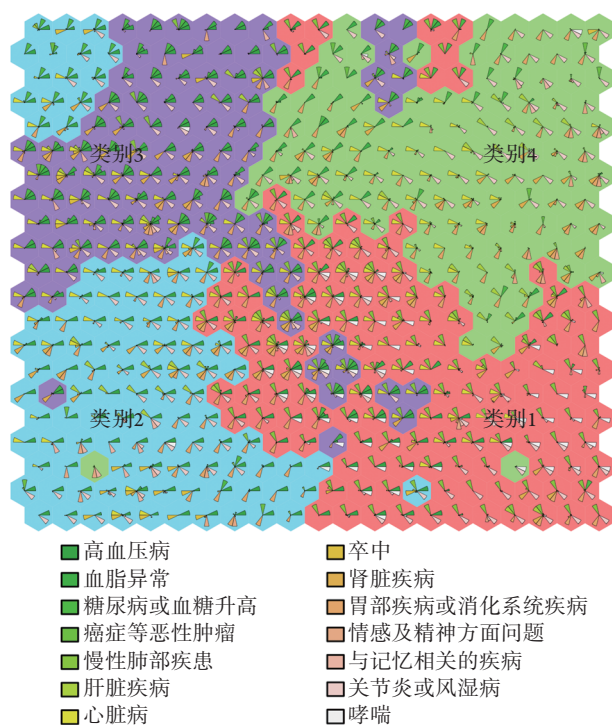 类别3
类别4
类别2
类别1
高血压病
血脂异常
糖尿病或血糖升高
癌症等恶性肿瘤
慢性肺部疾患
肝脏疾病
心脏病
卒中
肾脏疾病
胃部疾病或消化系统疾病
情感及精神方面问题
与记忆相关的疾病
关节炎或风湿病
哮喘